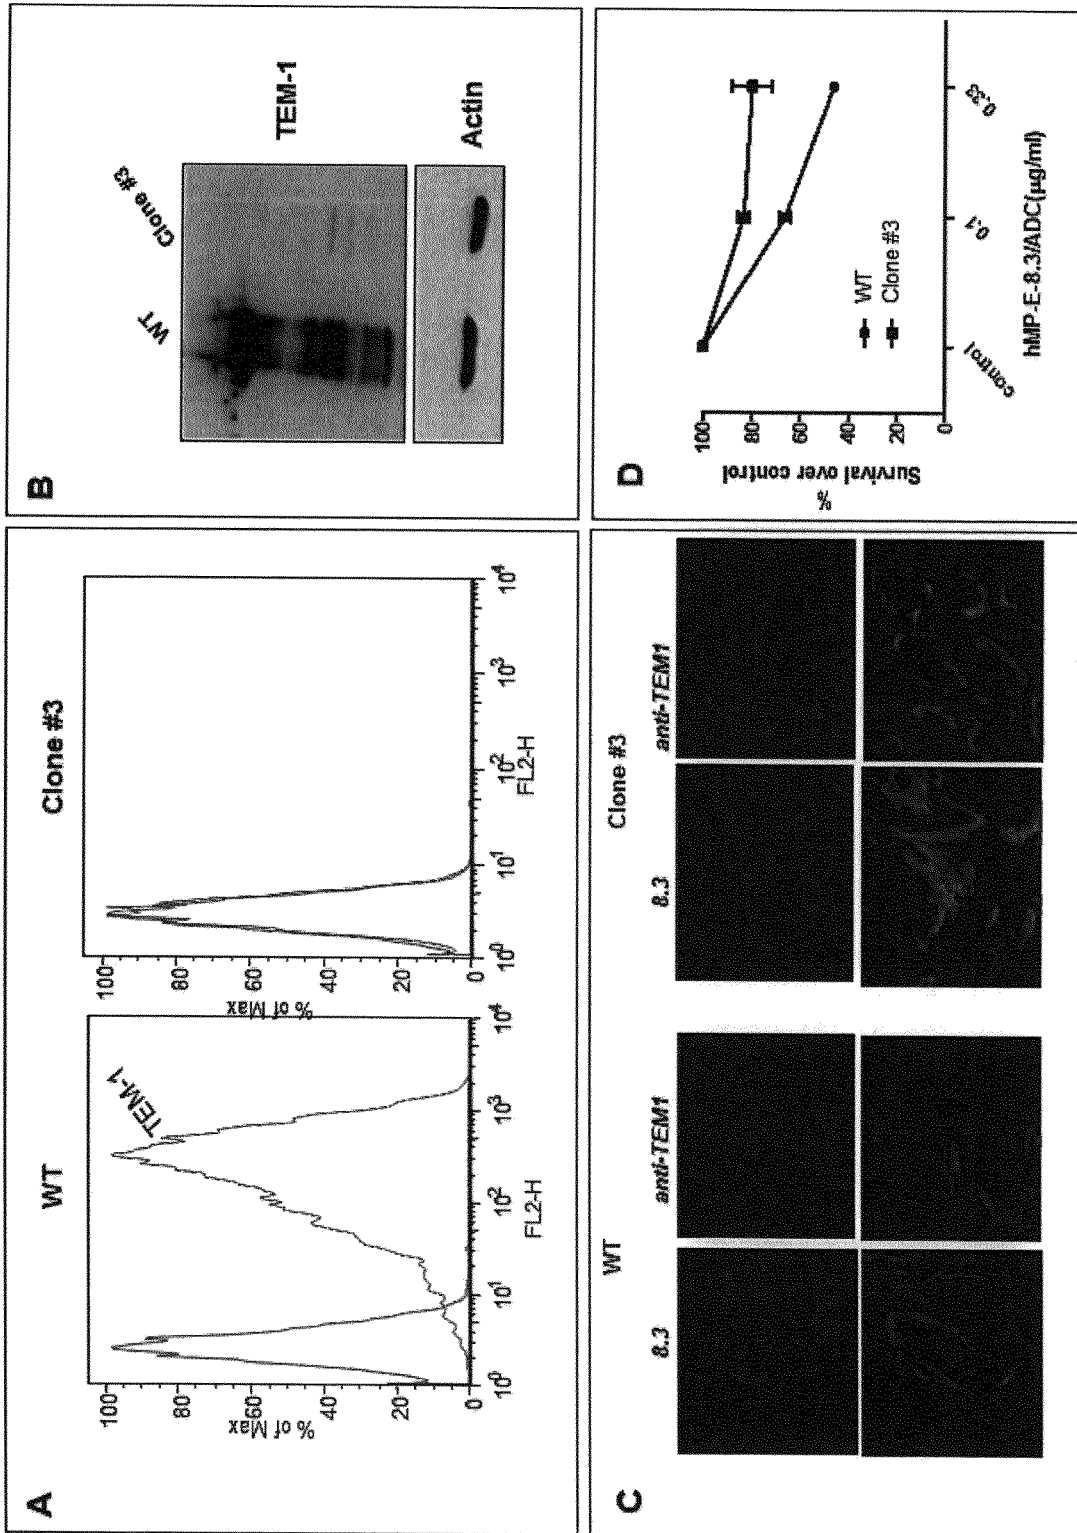 A
WT
Clone #3
100
80
60
40
20
0
% of Max
TEM-1
10⁰
10¹
10²
10³
10⁴
FL2-H
100
80
60
40
20
0
% of Max
10⁰
10¹
10²
10³
10⁴
FL2-H
B
WT
Clone #3
TEM-1
Actin
C
WT
Clone #3
8.3
anti-TEM1
8.3
anti-TEM1
D
%
Survival over control
100
80
60
40
20
0
WT
Clone #3
control
0,1
0,33
hMP-E-8.3/ADC(µg/ml)